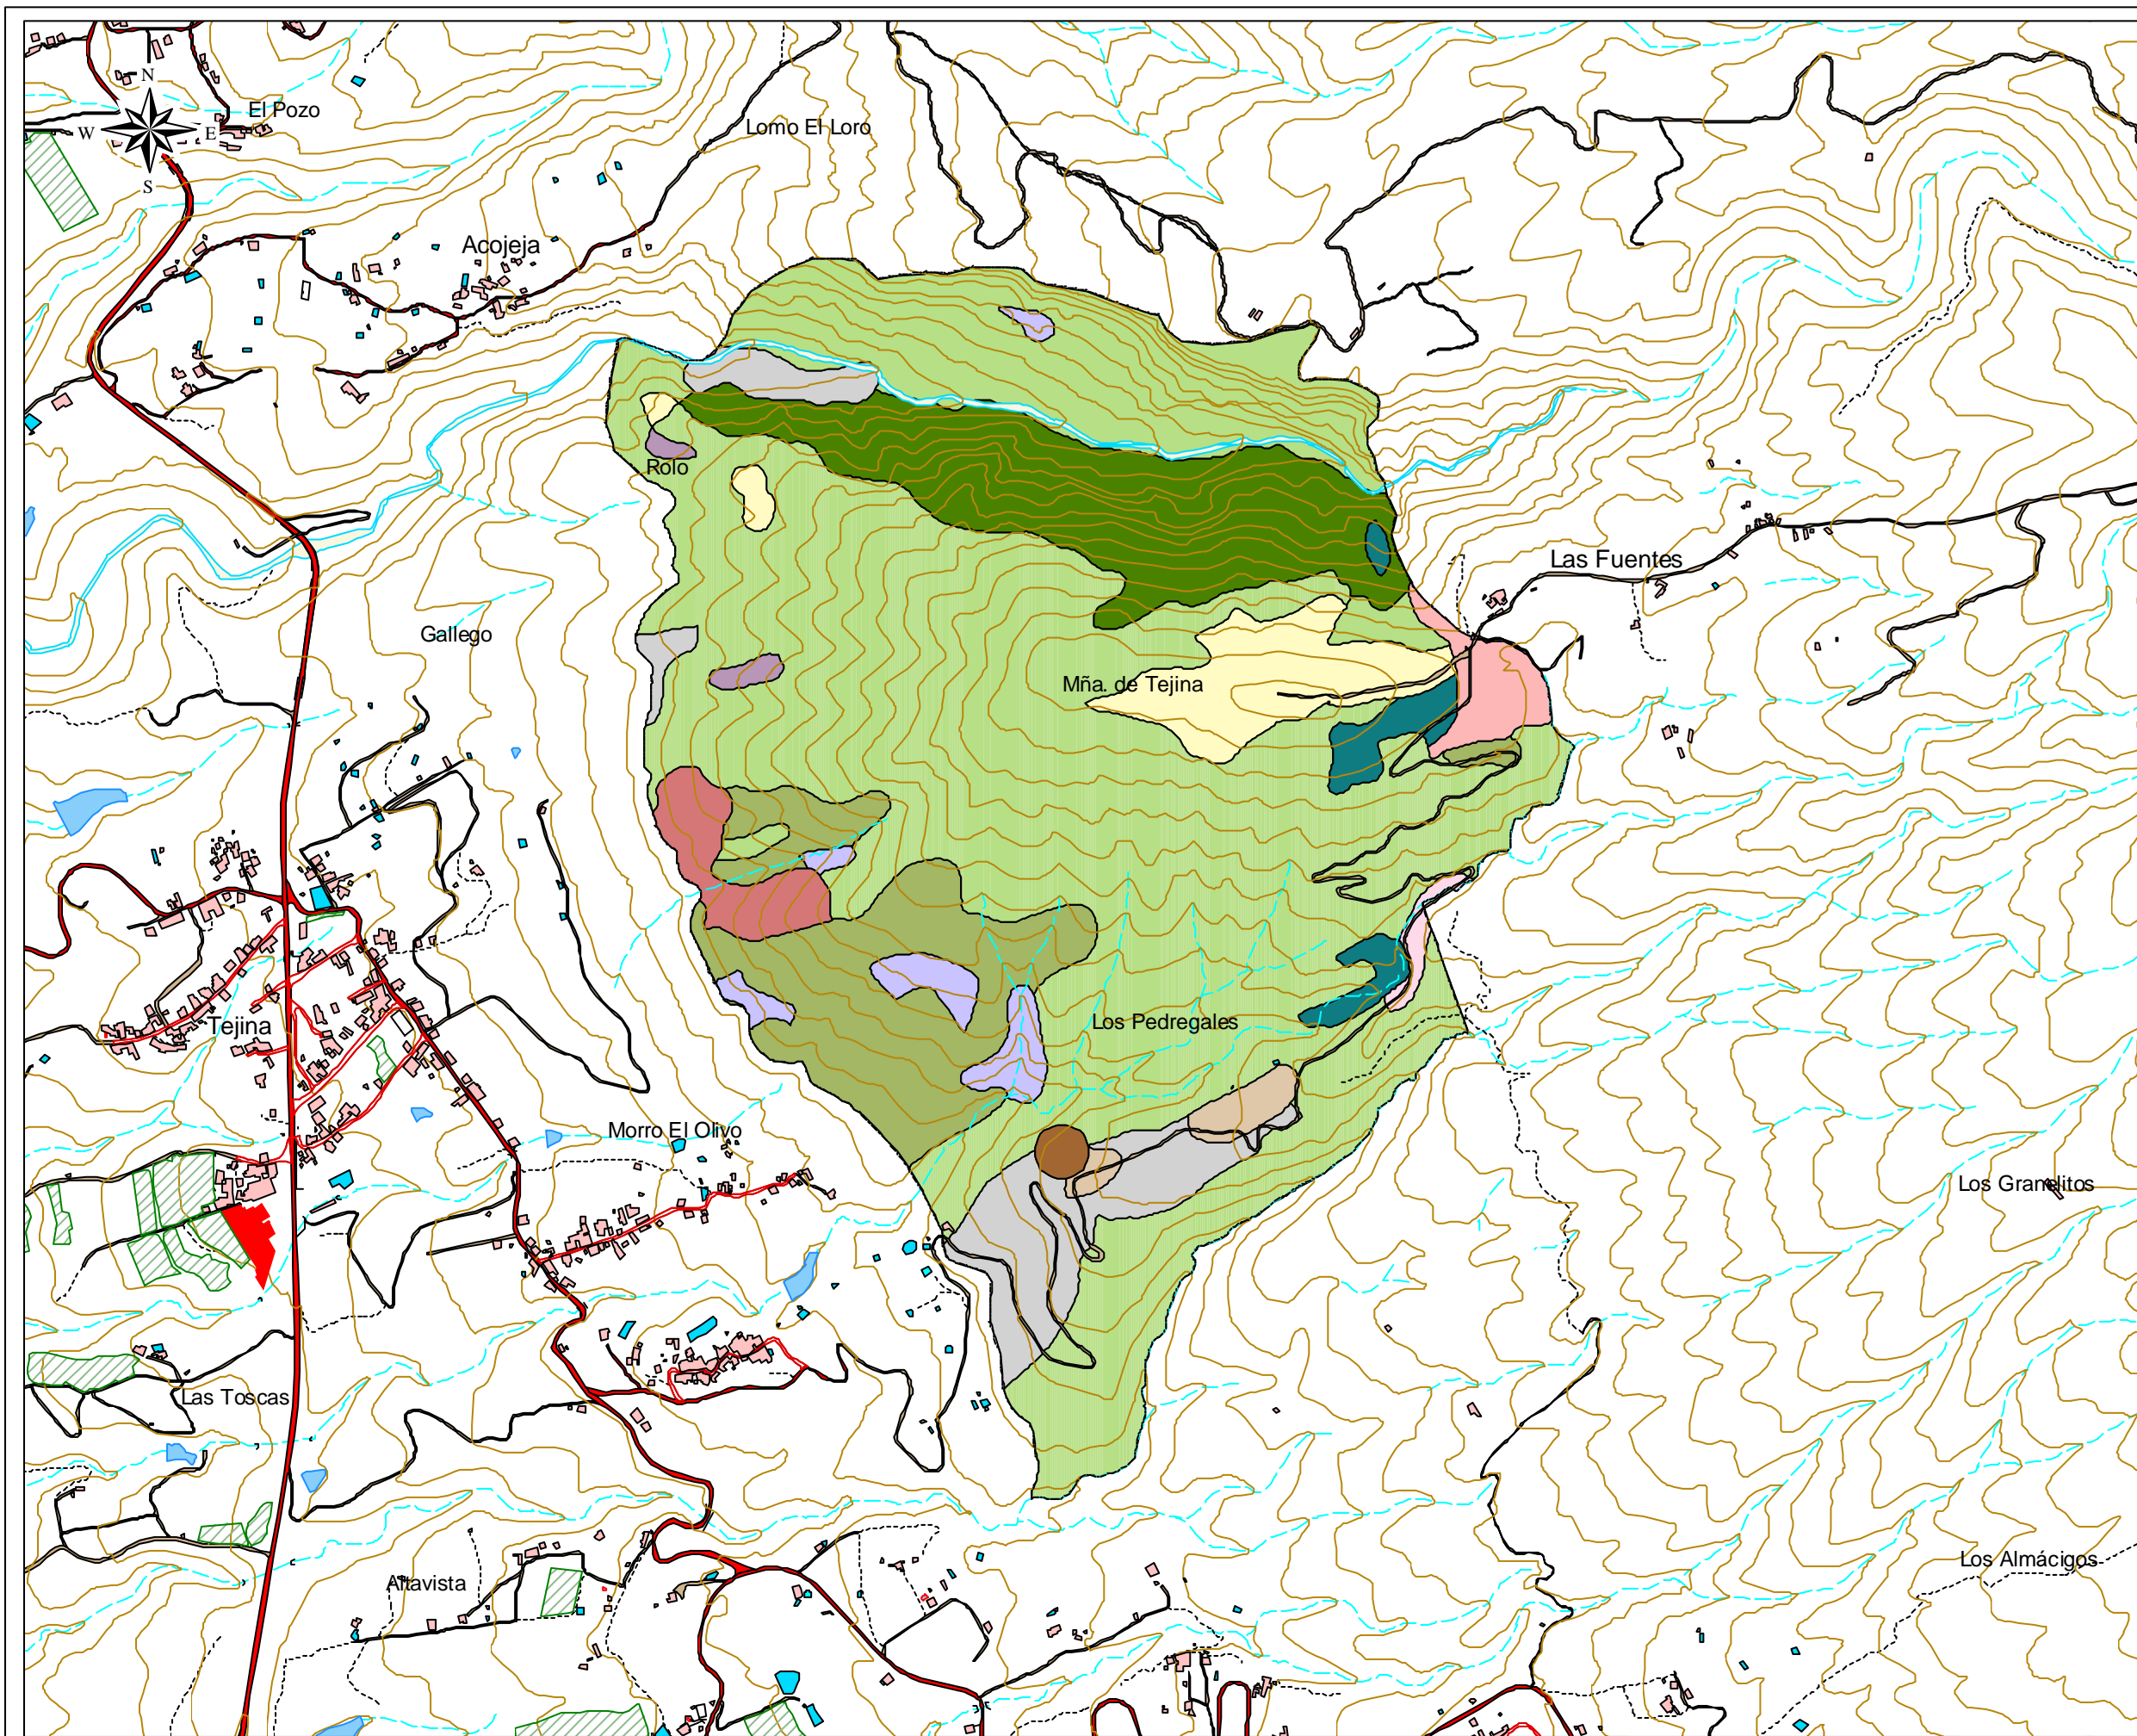 N
El Pozo
Lomo El Loro
W
E
S
Acojeja
Rolo
Las Fuentes
Gallego
Mña. de Tejina
Tejina
Los Pedregales
Morro El Olivo
Los Granelitos
Las Toscas
Los Almácigos
Altavista